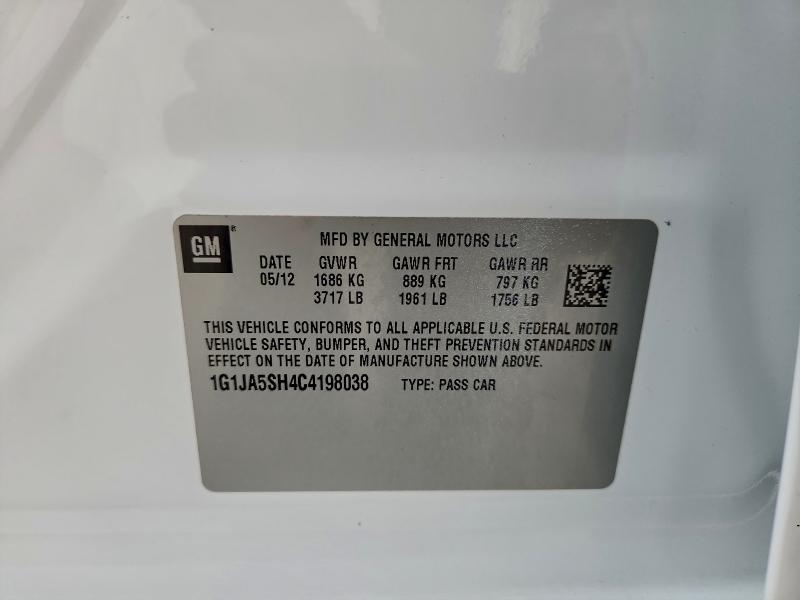 GM ®
MFD BY GENERAL MOTORS LLC
DATE GVWR GAWR FRT GAWR RR
05/12 1686 KG 889 KG 797 KG
3717 LB 1961 LB 1756 LB
THIS VEHICLE CONFORMS TO ALL APPLICABLE U.S. FEDERAL MOTOR
VEHICLE SAFETY, BUMPER, AND THEFT PREVENTION STANDARDS IN
EFFECT ON THE DATE OF MANUFACTURE SHOWN ABOVE.
1G1JA5SH4C4198038 TYPE: PASS CAR